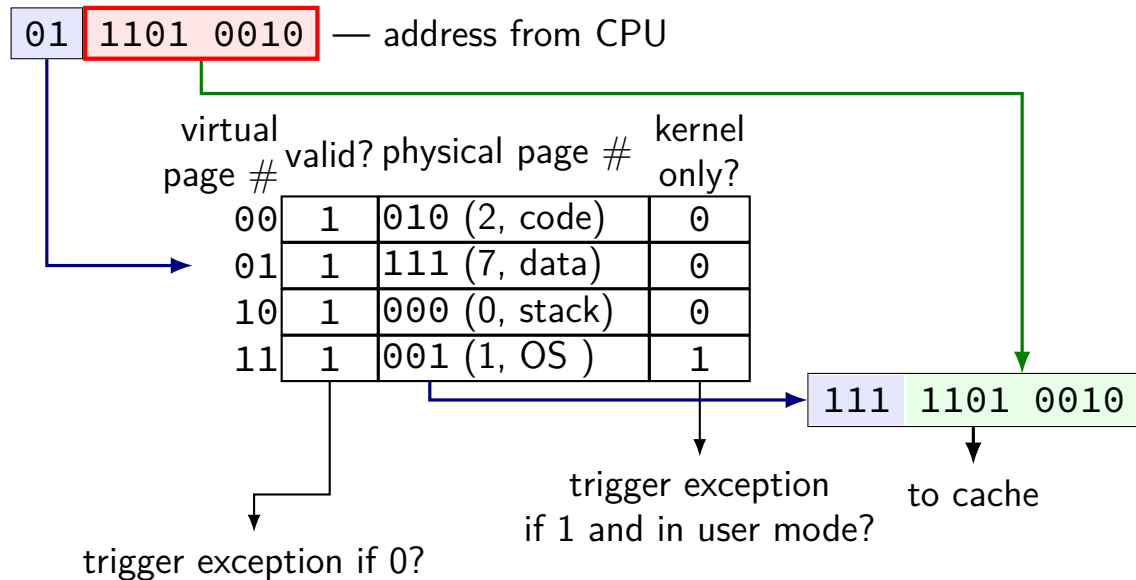 01 1101 0010 — address from CPU
virtual page # valid? physical page # kernel only?
00 1 010 (2, code) 0
01 1 111 (7, data) 0
10 1 000 (0, stack) 0
11 1 001 (1, OS ) 1
111 1101 0010
trigger exception if 1 and in user mode?
to cache
trigger exception if 0?